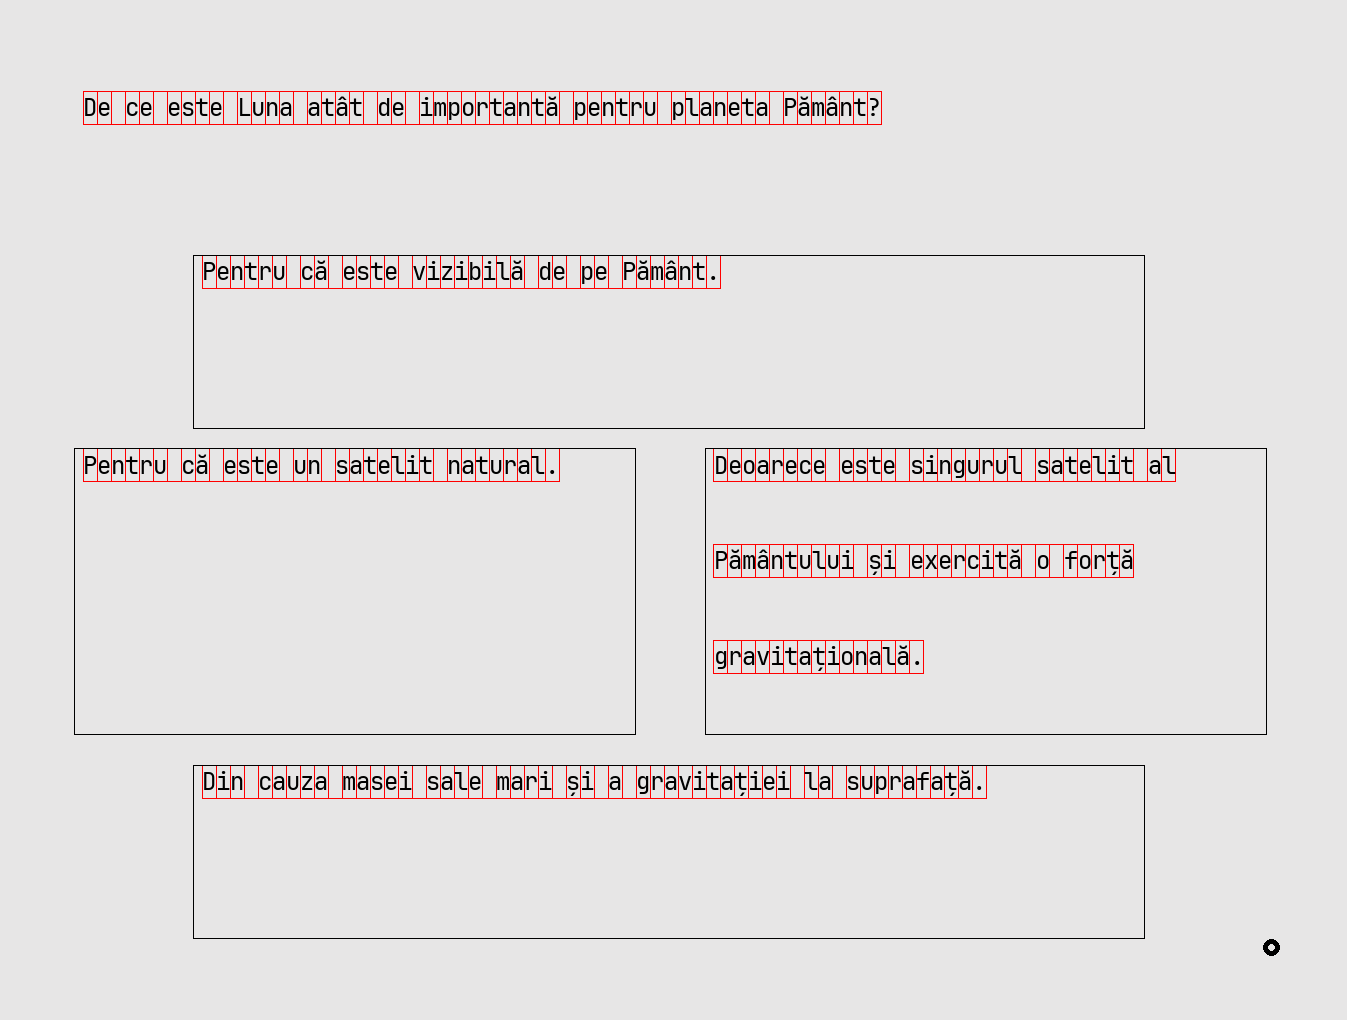 De ce este Luna atât de importantă pentru planeta Pământ?
Pentru că este vizibilă de pe Pământ.
Pentru că este un satelit natural.
Deoarece este singurul satelit al
Pământului și exercită o forță
gravitațională.
Din cauza masei sale mari și a gravitației la suprafață.